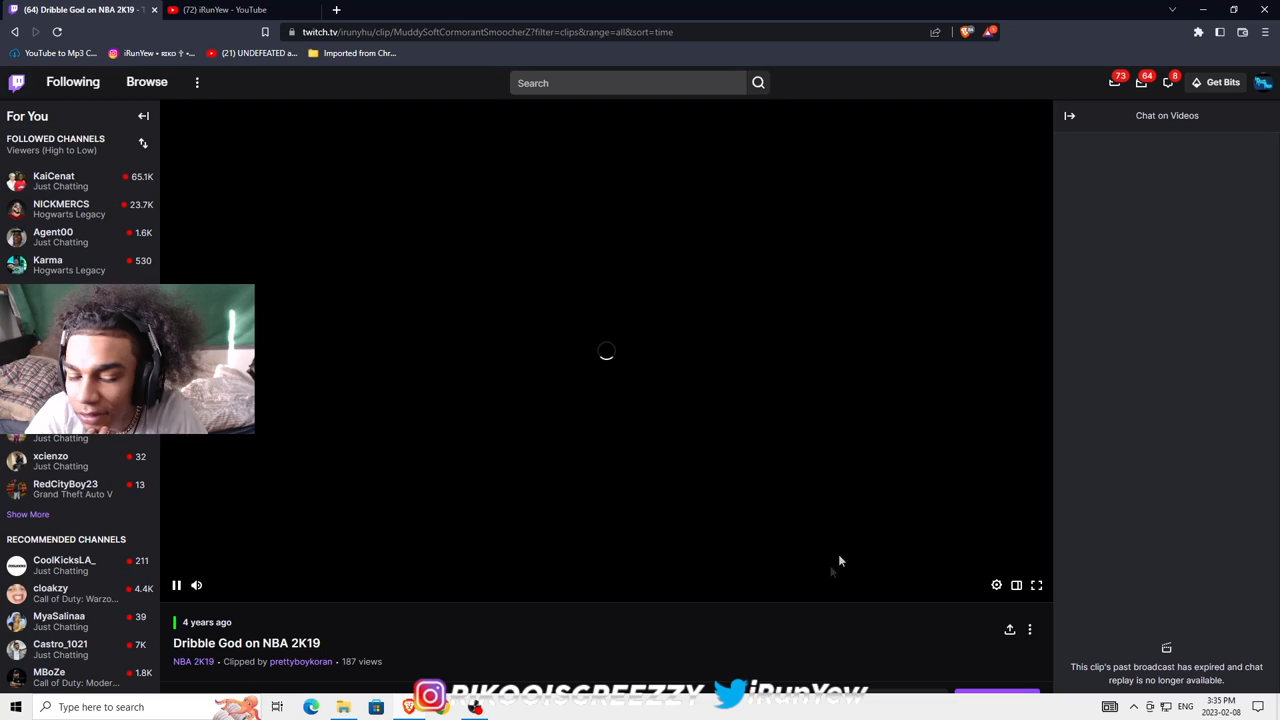 (64) Dribble God on NBA 2K19 - T
(72) iRunYew - YouTube
twitch.tv/irunyhu/clip/MuddySoftCormorantSmootherZ?filter=clips&range=all&sort=time
YouTube to Mp3 C...
iRunYew • ʀɪᴋᴏ † •...
(21) UNDEFEATED a...
Imported from Chr...
Following
Browse
Search
73
64
8
Get Bits
For You
FOLLOWED CHANNELS
Viewers (High to Low)
KaiCenat
65.1K
Just Chatting
NICKMERCS
23.7K
Hogwarts Legacy
Agent00
1.6K
Just Chatting
Karma
530
Hogwarts Legacy
Just Chatting
xcienzo
32
Just Chatting
RedCityBoy23
13
Grand Theft Auto V
Show More
RECOMMENDED CHANNELS
CoolKicksLA_
211
Just Chatting
cloakzy
4.4K
Call of Duty: Warzo...
MyaSalinaa
39
Just Chatting
Castro_1021
7K
Just Chatting
MBoZe
1.8K
Call of Duty: Moder...
Chat on Videos
This clip's past broadcast has expired and chat
replay is no longer available.
4 years ago
Dribble God on NBA 2K19
NBA 2K19 • Clipped by prettyboykoran • 187 views
RIKOOISGREEZZY
iRunYew
Type here to search
ENG
3:35 PM
2023-02-08